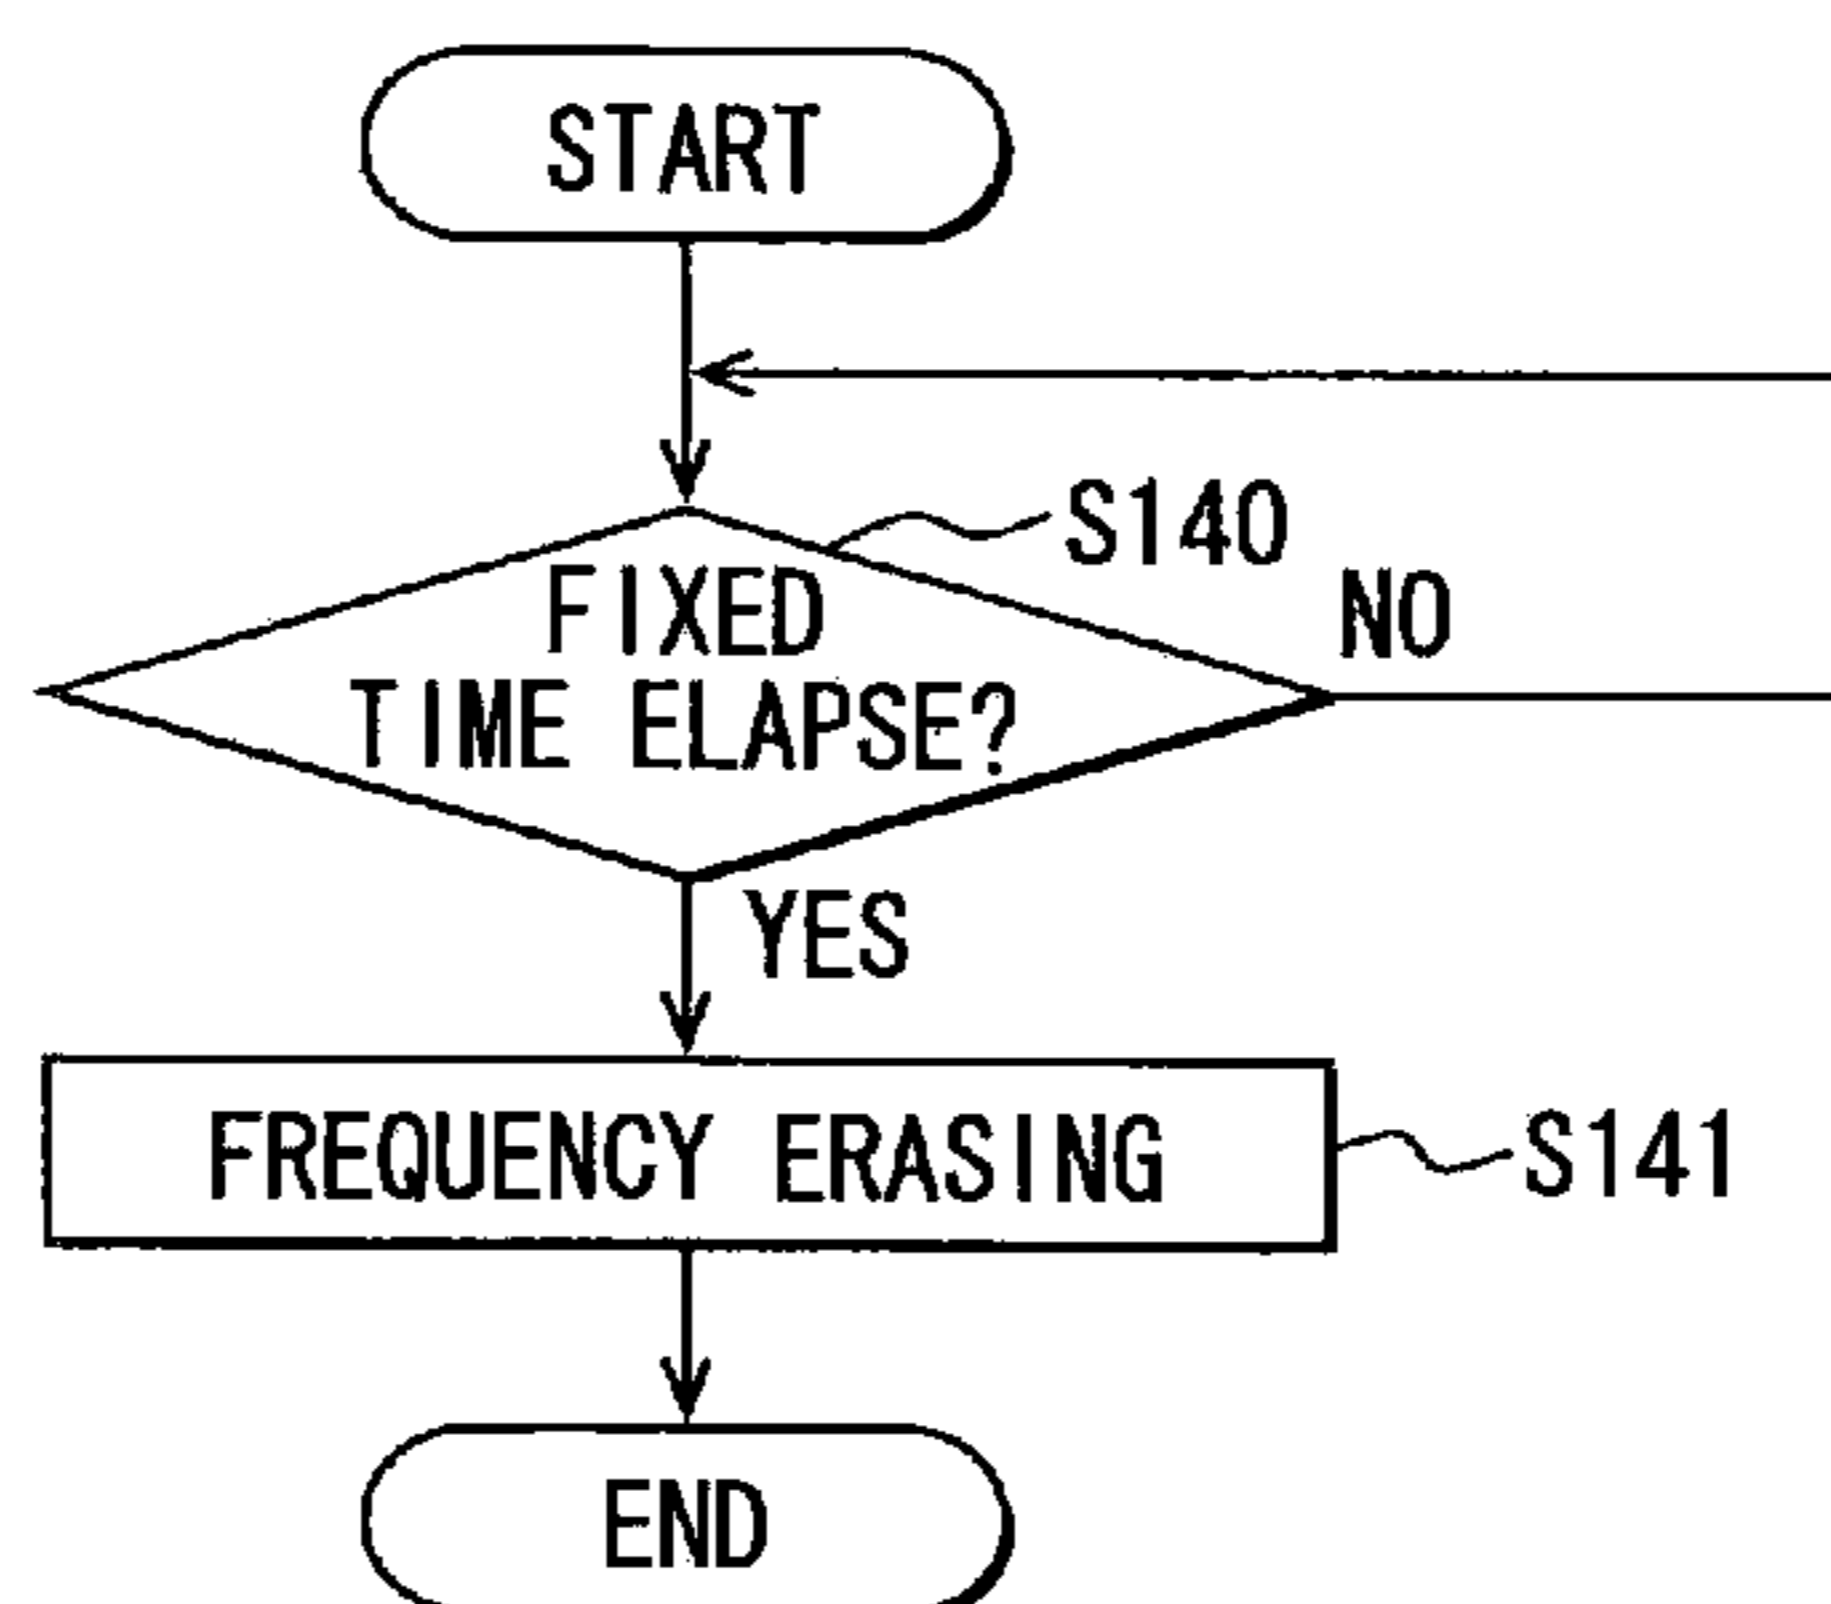 START
S140
FIXED
NO
TIME ELAPSE?
YES
FREQUENCY ERASING
S141
END